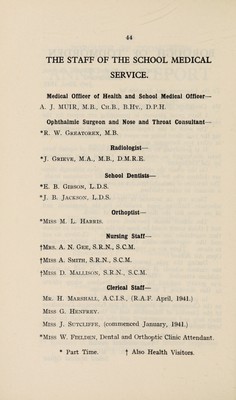 44
THE STAFF OF THE SCHOOL MEDICAL
SERVICE.
Medical Officer of Health and School Medical Officer—
A. J. MUIR, M.B., CH.B., B.HY., D.P.H.
Ophthalmic Surgeon and Nose and Throat Consultant—
*R. W. GREATOREX, M.B.
Radiologist—
*J. GRIEVE, M.A., M.B., D.M.R.E.
School Dentists—
*E. B. GIBSON, L.D.S.
*J. B. JACKSON, L.D.S.
Orthoptist—
*MISS M. L. HARRIS.
Nursing Staff—
†MRS. A. N. GEE, S.R.N., S.C.M.
†MISS A. SMITH, S.R.N., S.C.M.
†MISS D. MALLISON, S.R.N., S.C.M.
Clerical Staff—
MR. H. MARSHALL, A.C.I.S., (R.A.F. April, 1941.)
MISS G. HENFREY.
MISS J. SUTCLIFFE, (commenced January, 1941.)
*MISS W. FIELDEN, Dental and Orthoptic Clinic Attendant.
* Part Time. † Also Health Visitors.